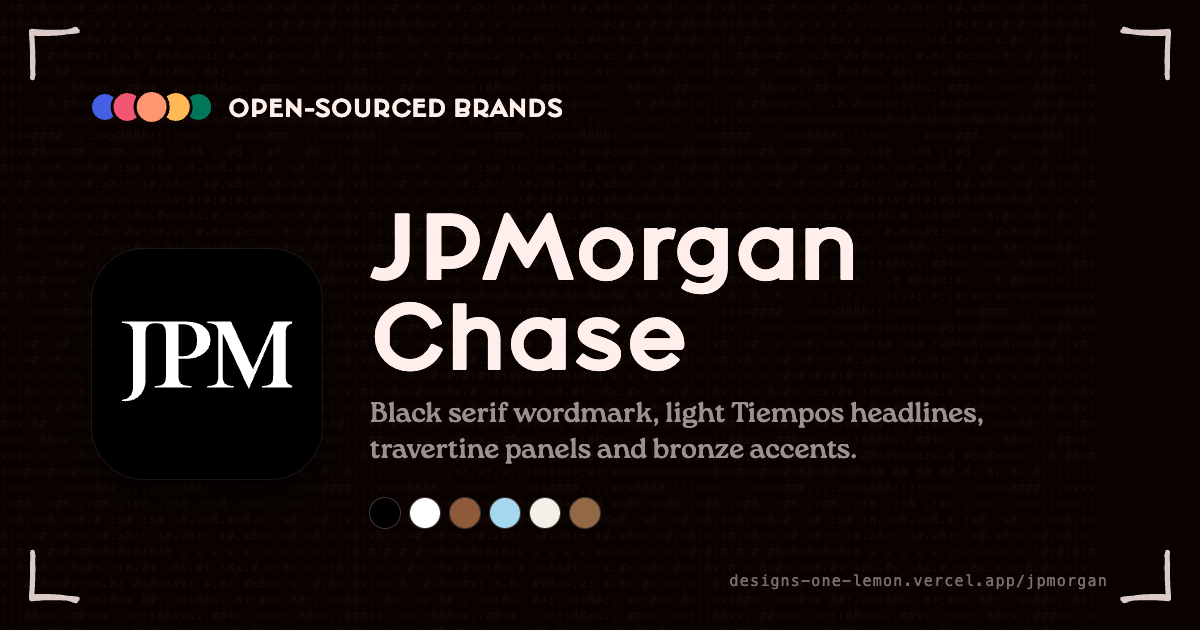 OPEN-SOURCED BRANDS
JPMorgan
Chase
JPM
Black serif wordmark, light Tiempos headlines,
travertine panels and bronze accents.
designs-one-lemon.vercel.app/jpmorgan